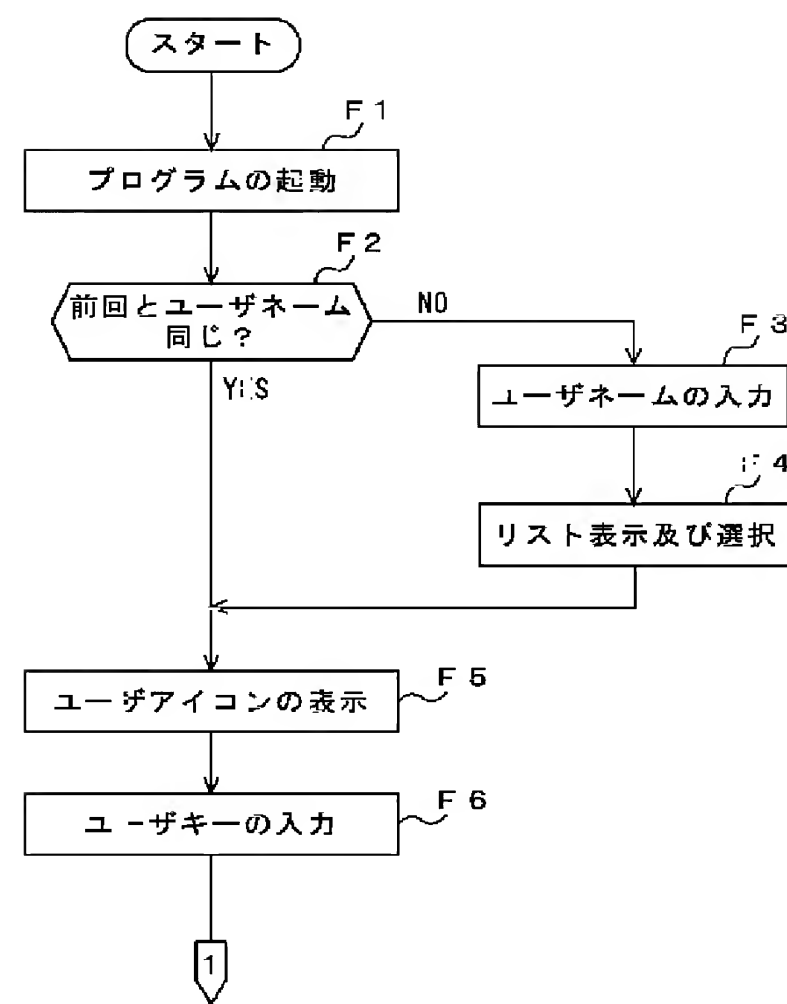 スタート
F1
プログラムの起動
F2
前回とユーザネーム
同じ?
NO
YES
F3
ユーザネームの入力
F4
リスト表示及び選択
F5
ユーザアイコンの表示
F6
ユーザキーの入力
1